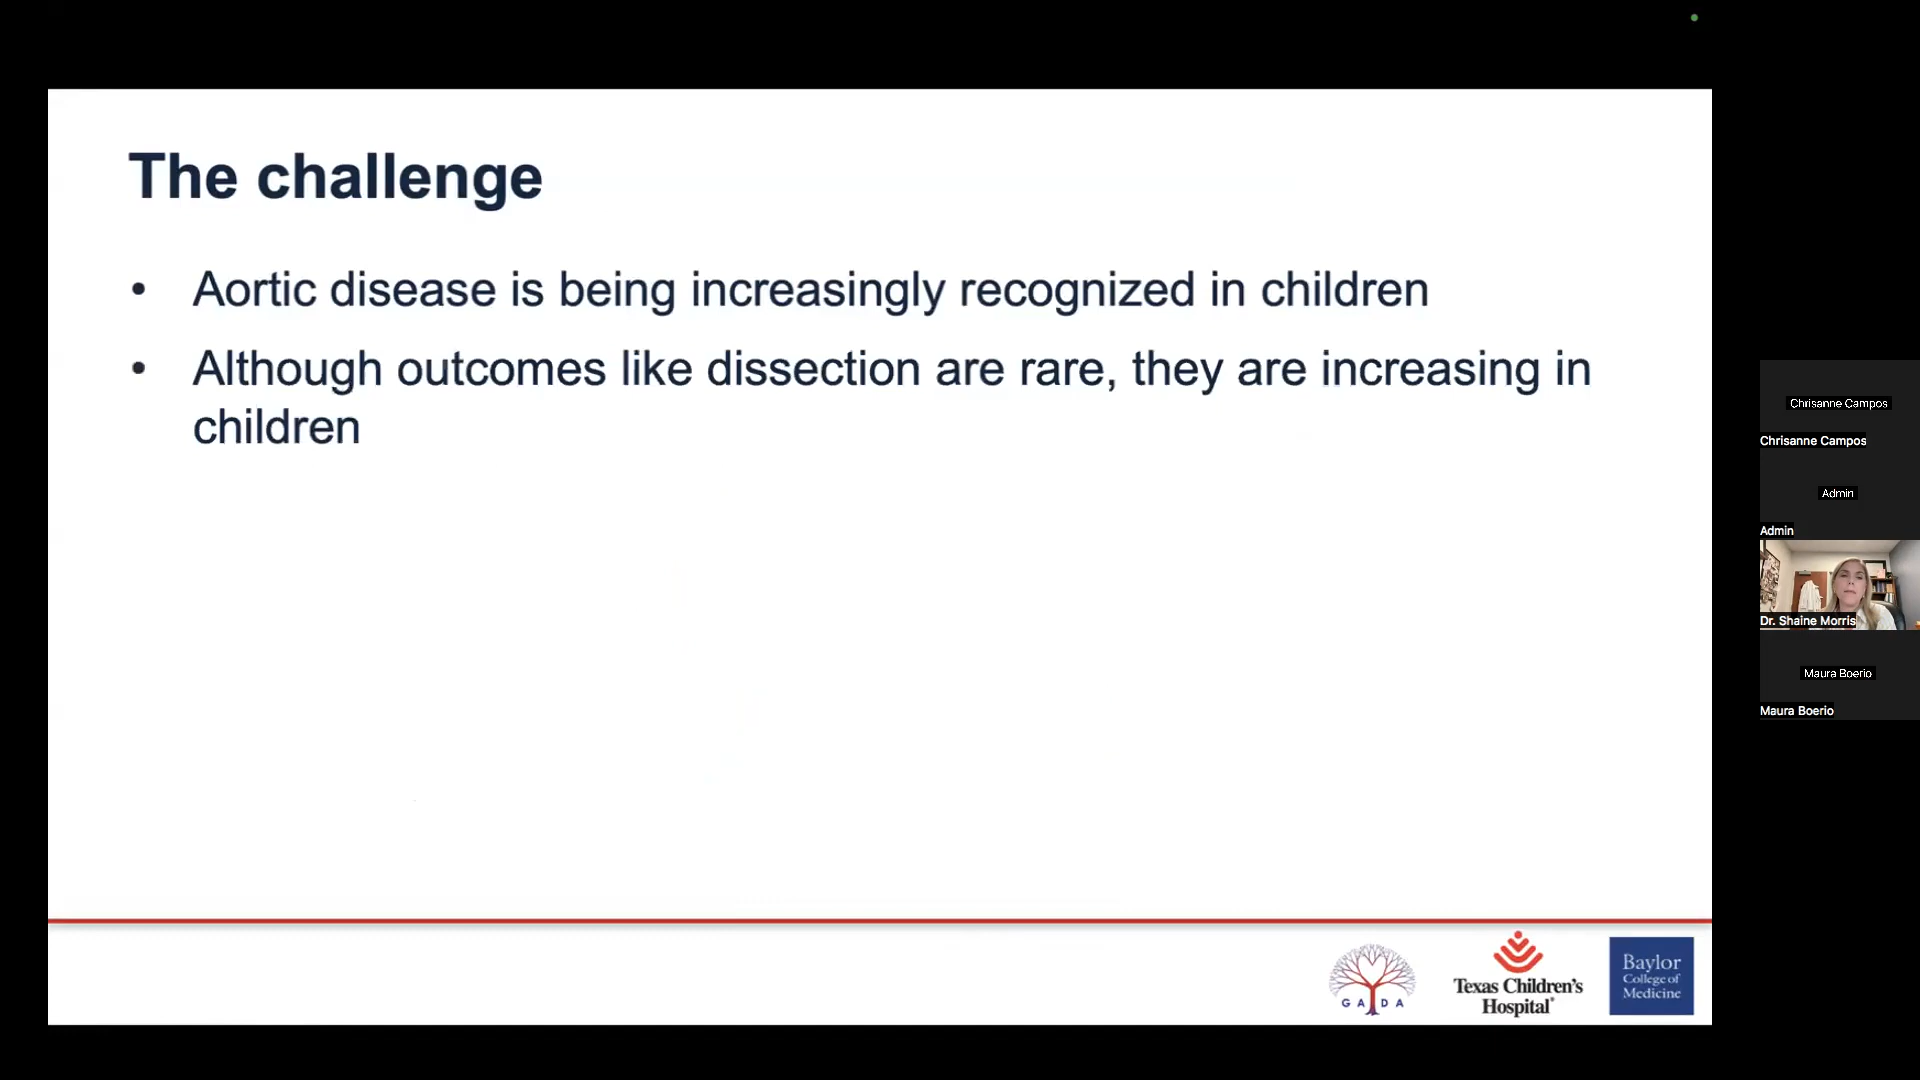 The challenge
• Aortic disease is being increasingly recognized in children
• Although outcomes like dissection are rare, they are increasing in
children
Chrisanne Campos
Chrisanne Campos
Admin
Admin
Dr. Shaine Morris
Maura Boerio
Maura Boerio
GADA
Texas Children's
Hospital®
Baylor
College of
Medicine